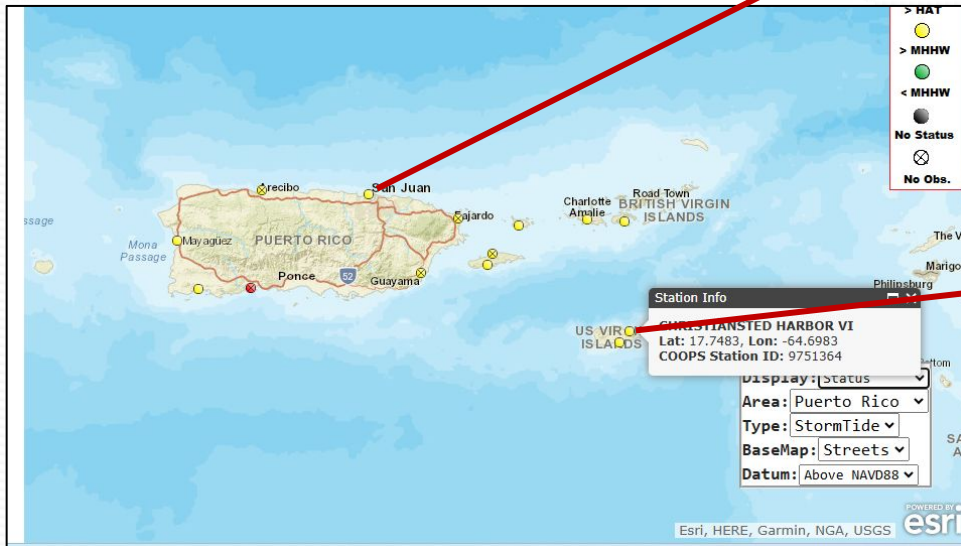 > HAT
> MHHW
< MHHW
No Status
No Obs.
Arecibo
San Juan
Fajardo
Charlotte
Amalie
Road Town
BRITISH VIRGIN
ISLANDS
Mona
Passage
Mayagüez
PUERTO RICO
Ponce
52
Guayama
Philipsburg
Station Info
CHRISTIANSTED HARBOR VI
Lat: 17.7483, Lon: -64.6983
COOPS Station ID: 9751364
ISLANDS
Display: Status
Area: Puerto Rico
Type: StormTide
BaseMap: Streets
Datum: Above NAVD88
Esri, HERE, Garmin, NGA, USGS
POWERED BY
esri